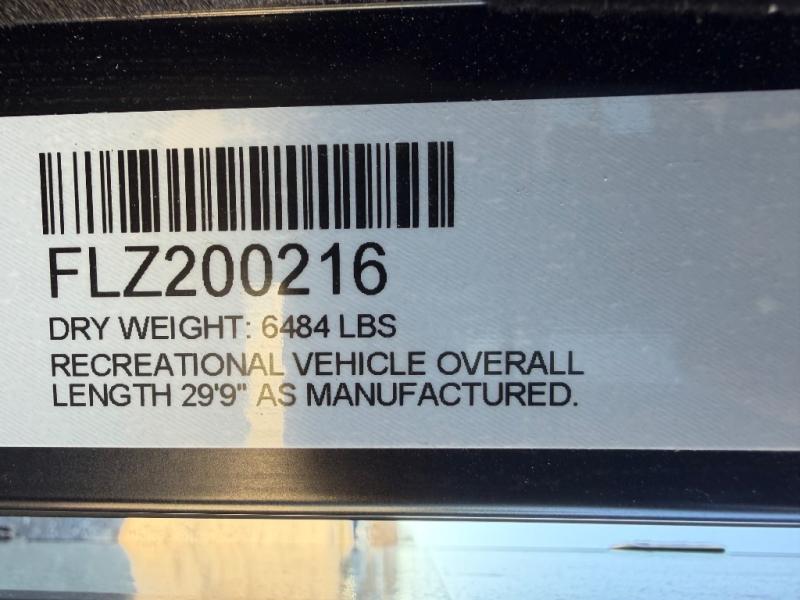 FLZ200216
DRY WEIGHT: 6484 LBS
RECREATIONAL VEHICLE OVERALL
LENGTH 29'9" AS MANUFACTURED.